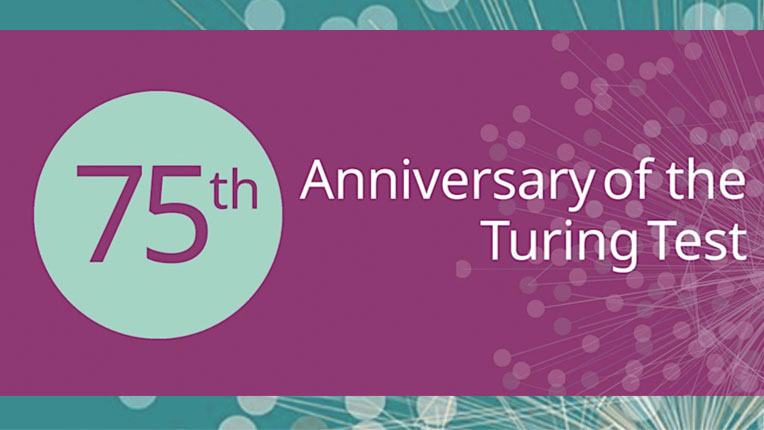 75th
Anniversary of the
Turing Test